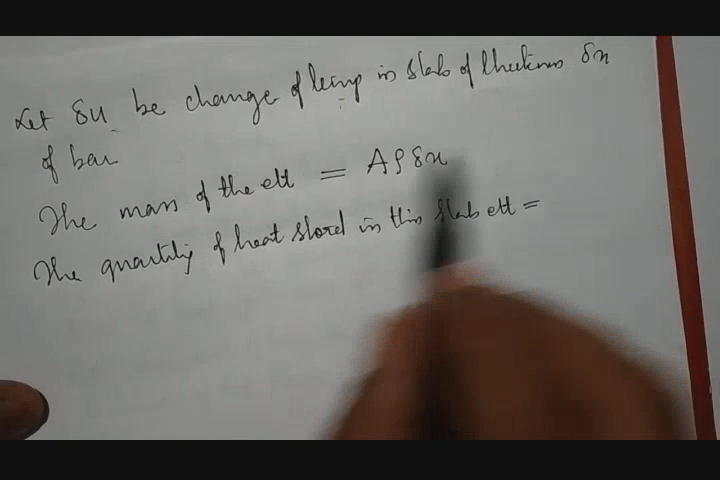 Let δu be change of temp in slab of thickness δx
of bar
The mass of the elt = Aρδx
The quantity of heat stored in this slab elt =